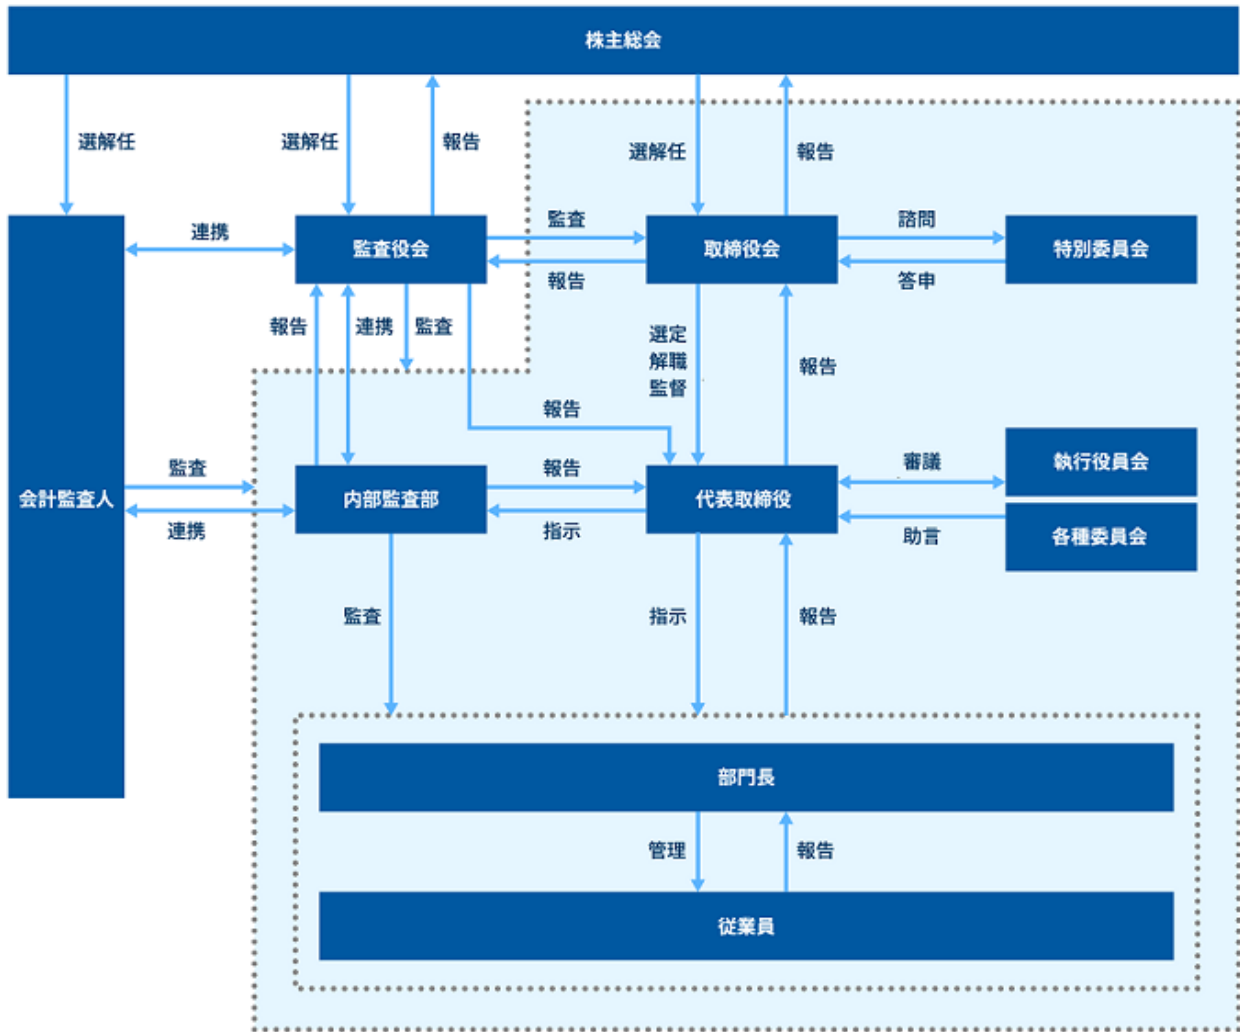 株主総会
選解任
選解任
報告
選解任
報告
連携
監査役会
監査
報告
取締役会
諮問
答申
特別委員会
報告
連携
監査
選定
解職
監督
報告
報告
会計監査人
監査
連携
内部監査部
報告
指示
代表取締役
審議
助言
執行役員会
各種委員会
監査
指示
報告
部門長
管理
報告
従業員